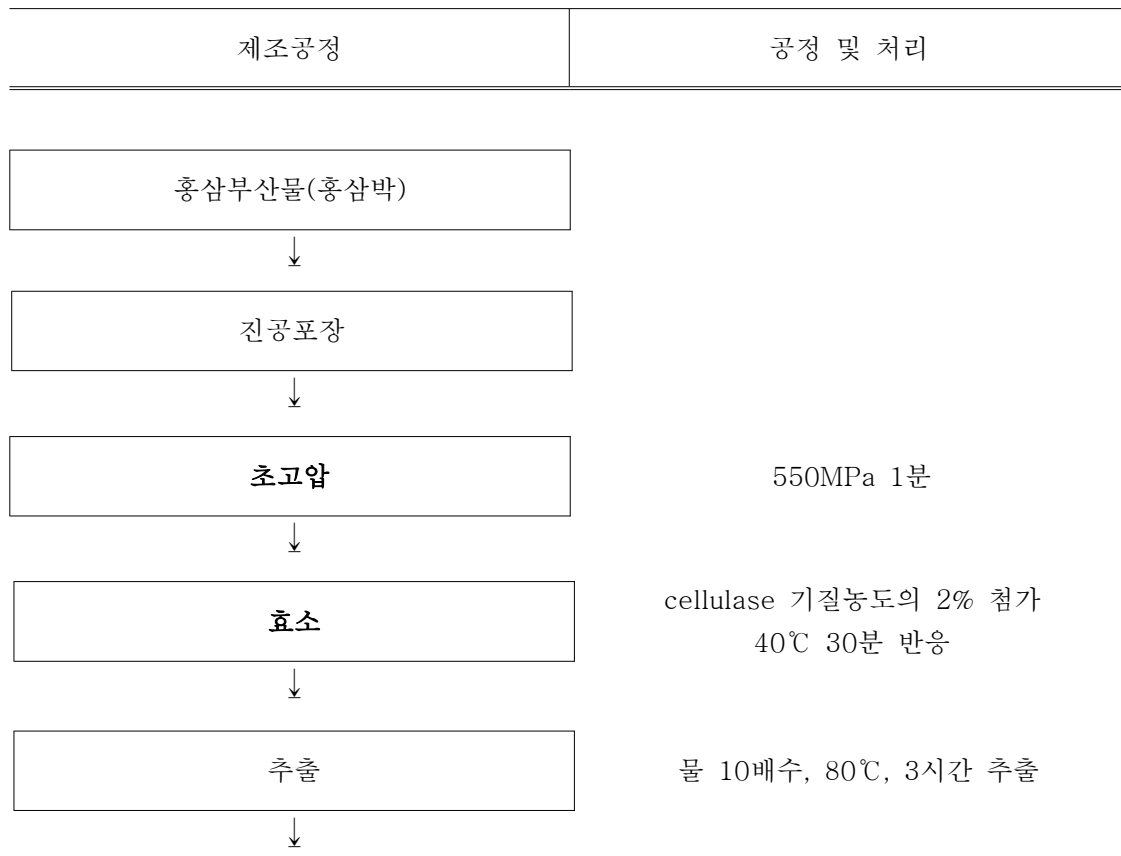 제조공정
공정 및 처리
홍삼부산물(홍삼박)
↓
진공포장
↓
초고압
550MPa 1분
↓
효소
cellulase 기질농도의 2% 첨가
40℃ 30분 반응
↓
추출
물 10배수, 80℃, 3시간 추출
↓